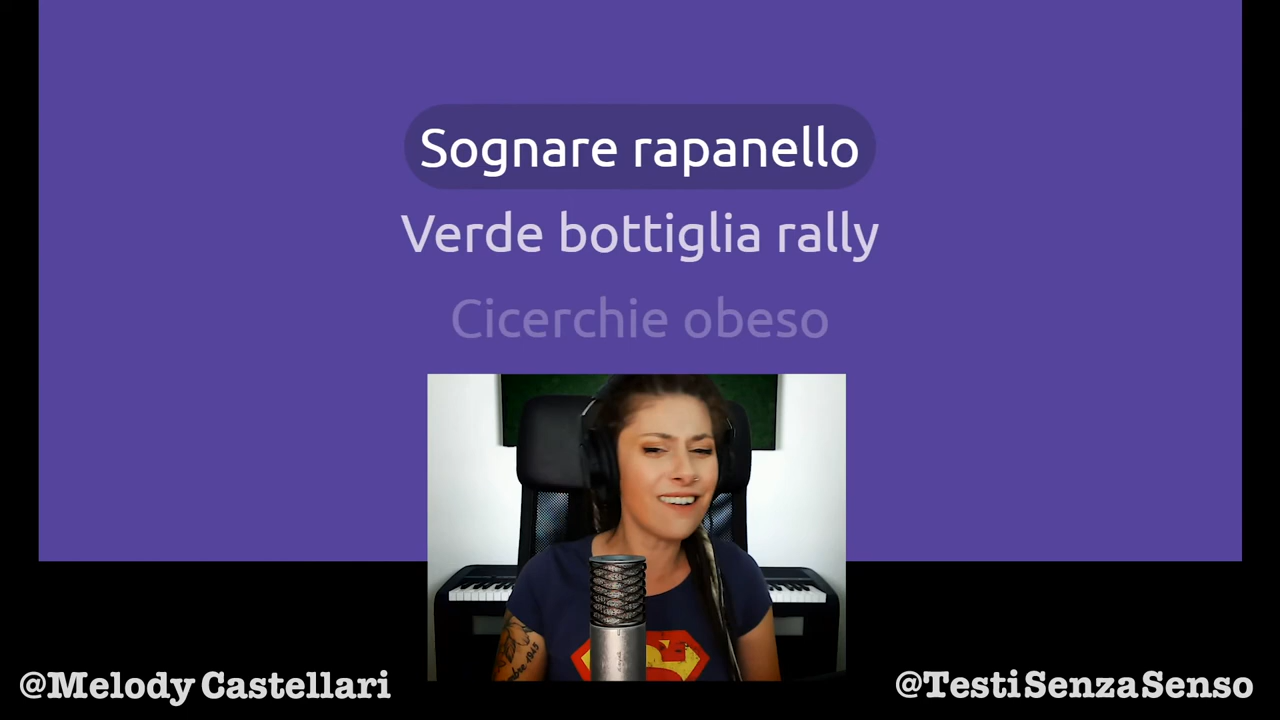 Sognare rapanello
Verde bottiglia rally
Cicerchie obeso
@Melody Castellari
@TestiSenzaSenso